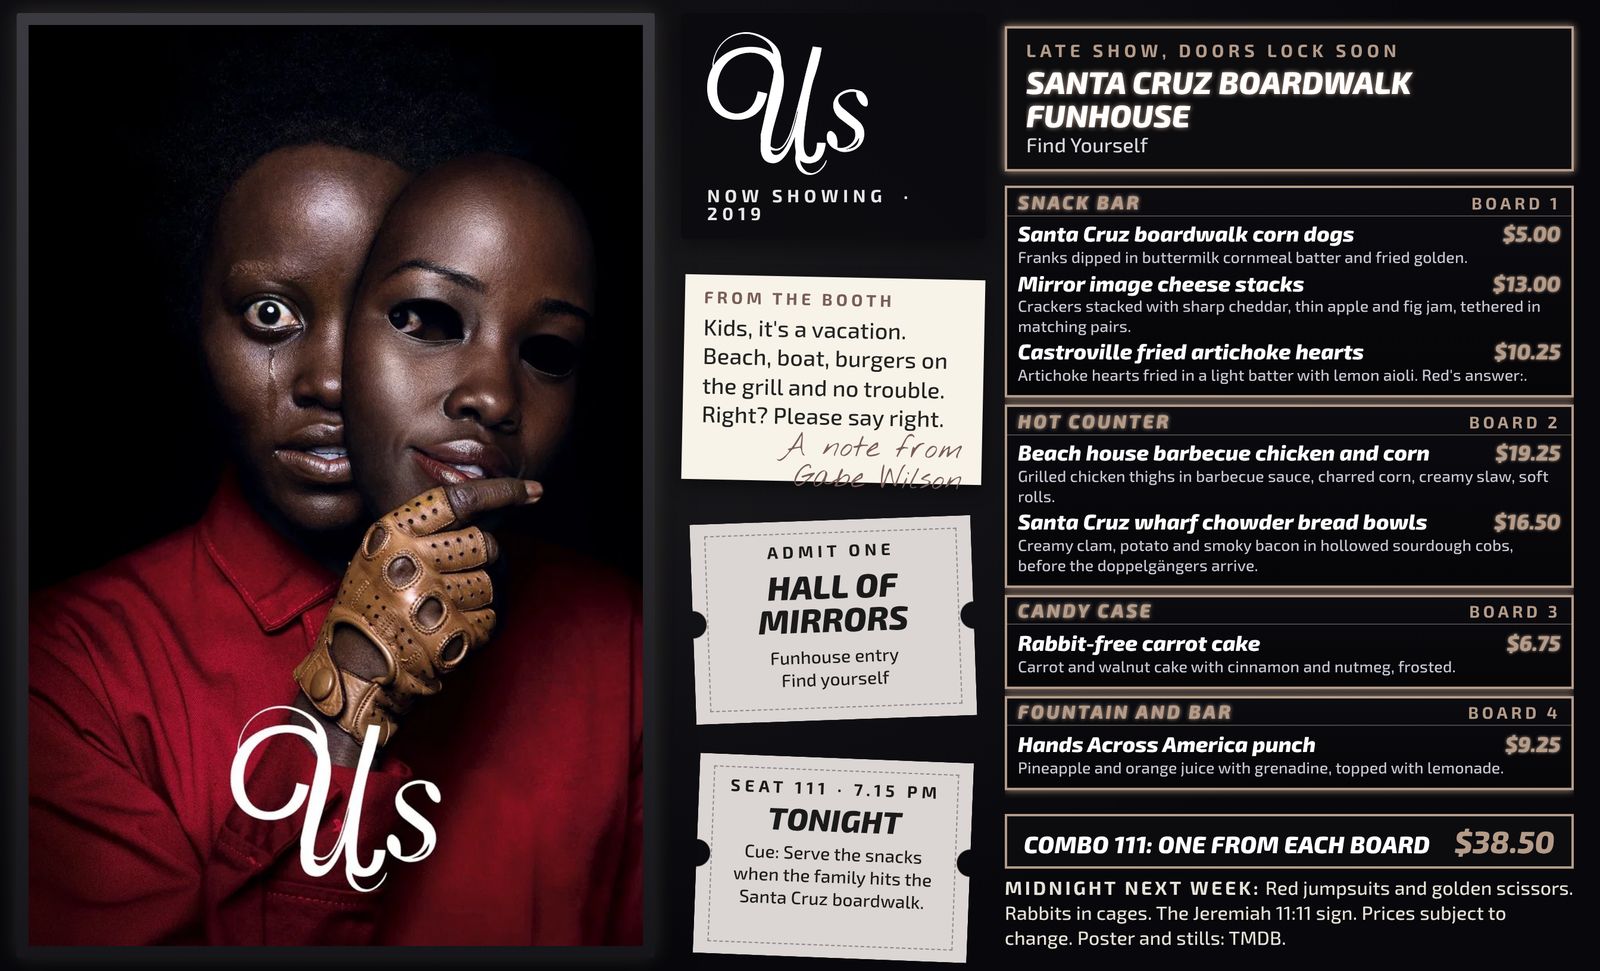 Us
Us
NOW SHOWING ·
2019
FROM THE BOOTH
Kids, it's a vacation.
Beach, boat, burgers on
the grill and no trouble.
Right? Please say right.
A note from
Gabe Wilson
ADMIT ONE
HALL OF
MIRRORS
Funhouse entry
Find yourself
SEAT 111 · 7.15 PM
TONIGHT
Cue: Serve the snacks
when the family hits the
Santa Cruz boardwalk.
LATE SHOW, DOORS LOCK SOON
SANTA CRUZ BOARDWALK
FUNHOUSE
Find Yourself
SNACK BAR BOARD 1
Santa Cruz boardwalk corn dogs $5.00
Franks dipped in buttermilk cornmeal batter and fried golden.
Mirror image cheese stacks $13.00
Crackers stacked with sharp cheddar, thin apple and fig jam, tethered in
matching pairs.
Castroville fried artichoke hearts $10.25
Artichoke hearts fried in a light batter with lemon aioli. Red's answer:.
HOT COUNTER BOARD 2
Beach house barbecue chicken and corn $19.25
Grilled chicken thighs in barbecue sauce, charred corn, creamy slaw, soft
rolls.
Santa Cruz wharf chowder bread bowls $16.50
Creamy clam, potato and smoky bacon in hollowed sourdough cobs,
before the doppelgängers arrive.
CANDY CASE BOARD 3
Rabbit-free carrot cake $6.75
Carrot and walnut cake with cinnamon and nutmeg, frosted.
FOUNTAIN AND BAR BOARD 4
Hands Across America punch $9.25
Pineapple and orange juice with grenadine, topped with lemonade.
COMBO 111: ONE FROM EACH BOARD $38.50
MIDNIGHT NEXT WEEK: Red jumpsuits and golden scissors.
Rabbits in cages. The Jeremiah 11:11 sign. Prices subject to
change. Poster and stills: TMDB.